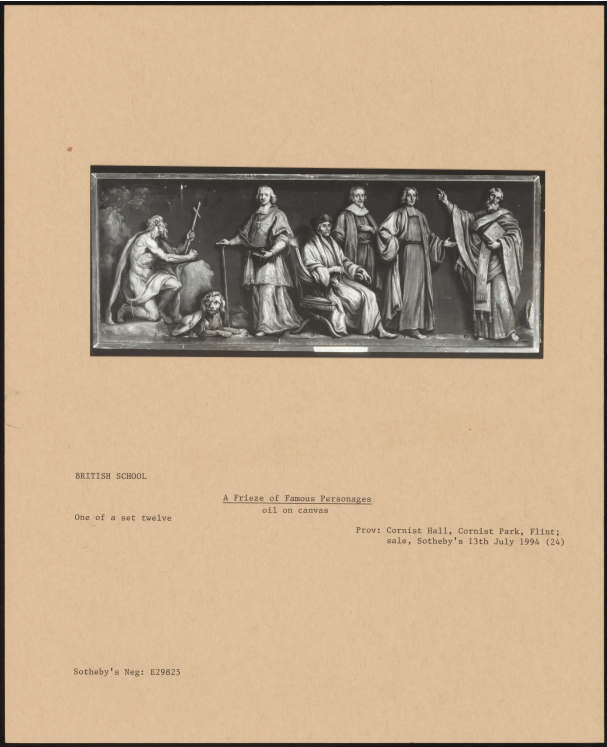 BRITISH SCHOOL
A Frieze of Famous Personages
oil on canvas
One of a set twelve
Prov: Cornist Hall, Cornist Park, Flint;
sale, Sotheby's 13th July 1994 (24)
Sotheby's Neg: E29825